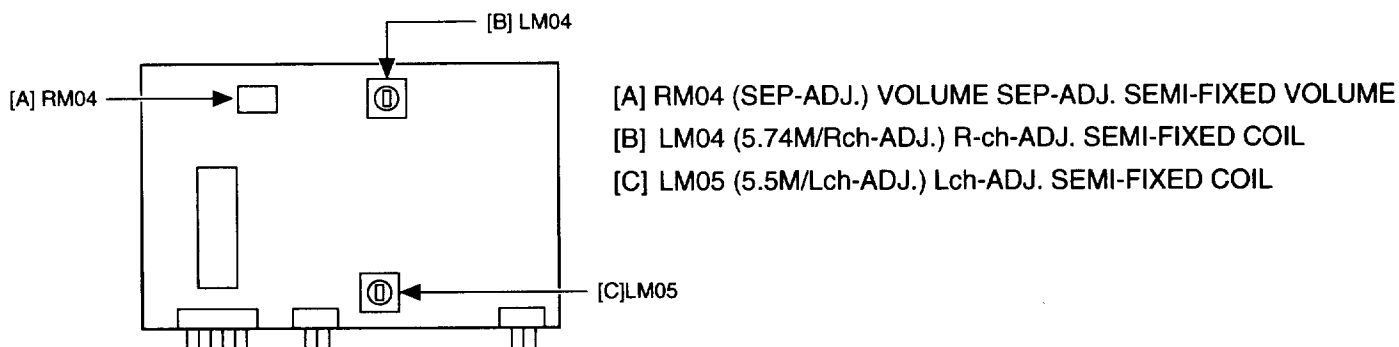 [B] LM04
[A] RM04
[C]LM05
[A] RM04 (SEP-ADJ.) VOLUME SEP-ADJ. SEMI-FIXED VOLUME
[B] LM04 (5.74M/Rch-ADJ.) R-ch-ADJ. SEMI-FIXED COIL
[C] LM05 (5.5M/Lch-ADJ.) Lch-ADJ. SEMI-FIXED COIL